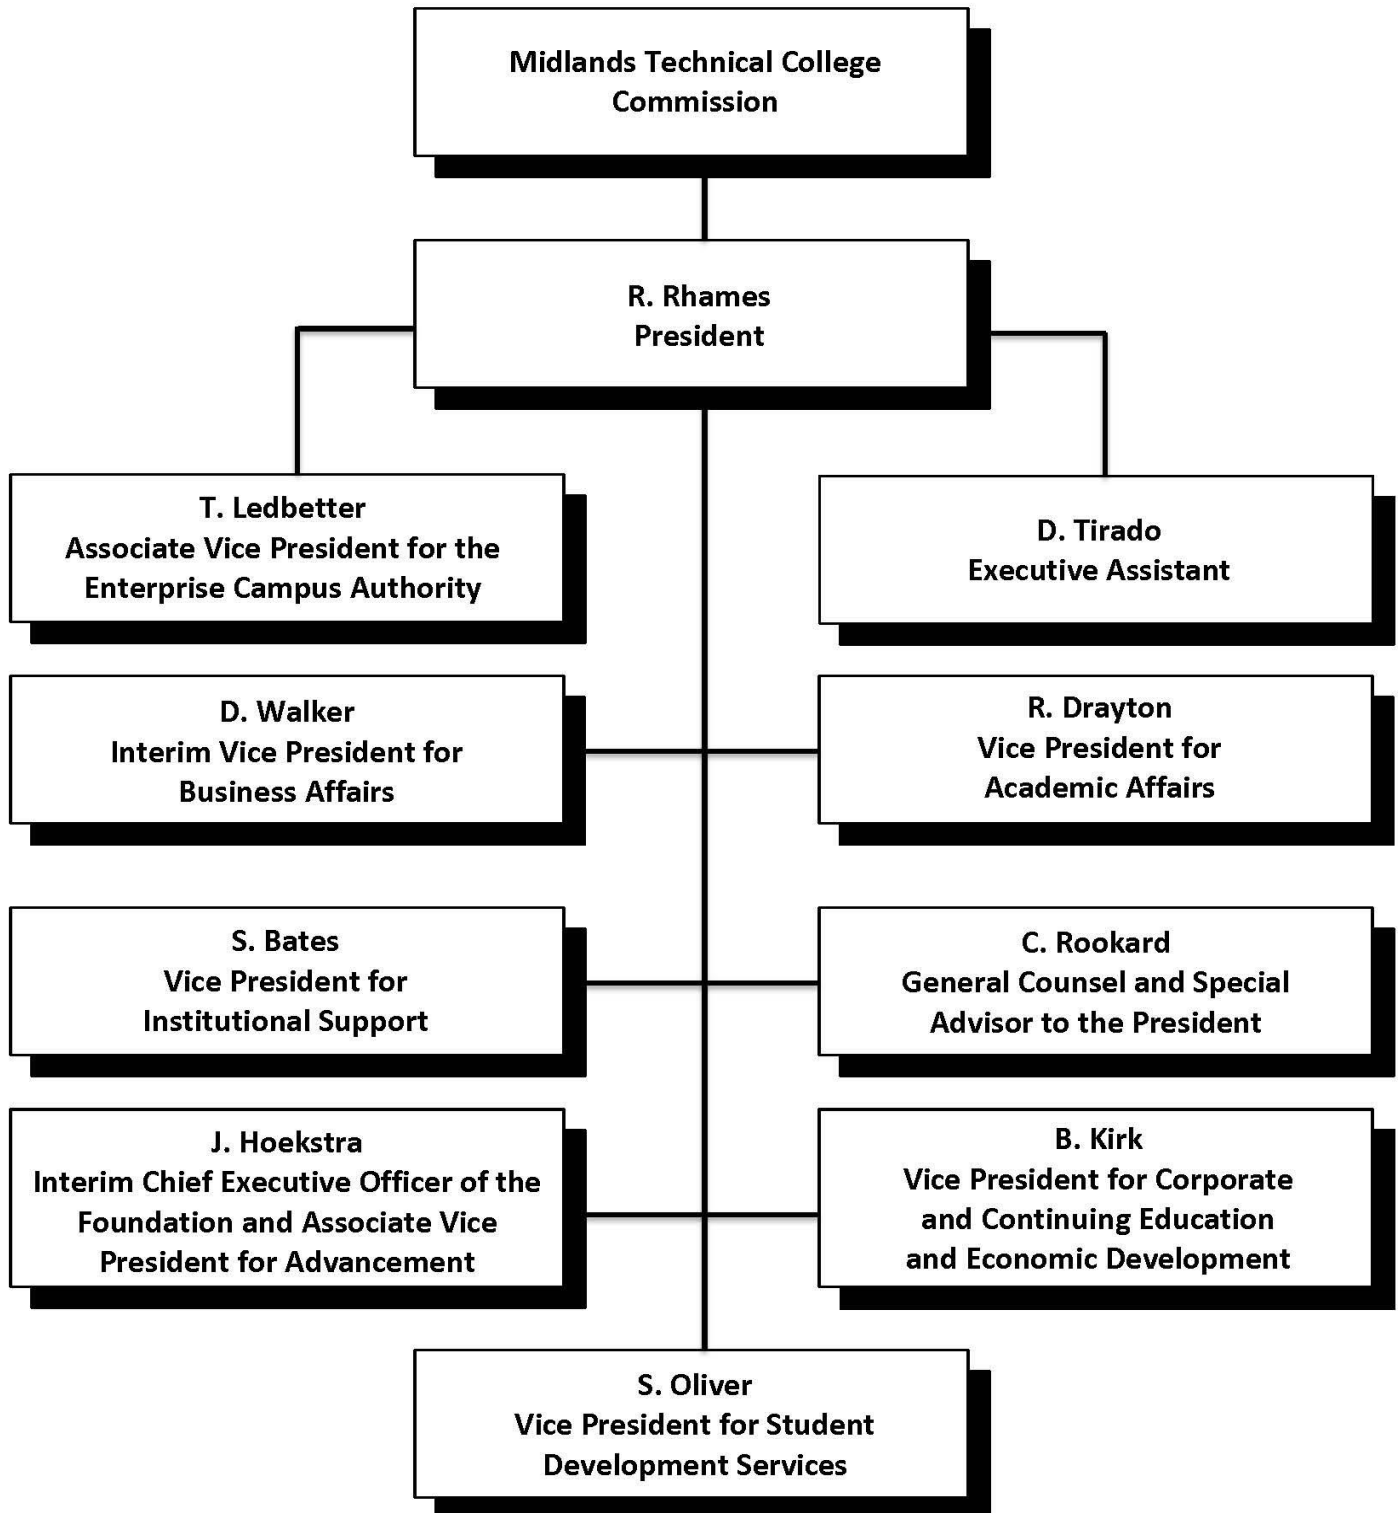 Midlands Technical College
Commission
R. Rhames
President
T. Ledbetter
Associate Vice President for the
Enterprise Campus Authority
D. Tirado
Executive Assistant
D. Walker
Interim Vice President for
Business Affairs
R. Drayton
Vice President for
Academic Affairs
S. Bates
Vice President for
Institutional Support
C. Rookard
General Counsel and Special
Advisor to the President
J. Hoekstra
Interim Chief Executive Officer of the
Foundation and Associate Vice
President for Advancement
B. Kirk
Vice President for Corporate
and Continuing Education
and Economic Development
S. Oliver
Vice President for Student
Development Services